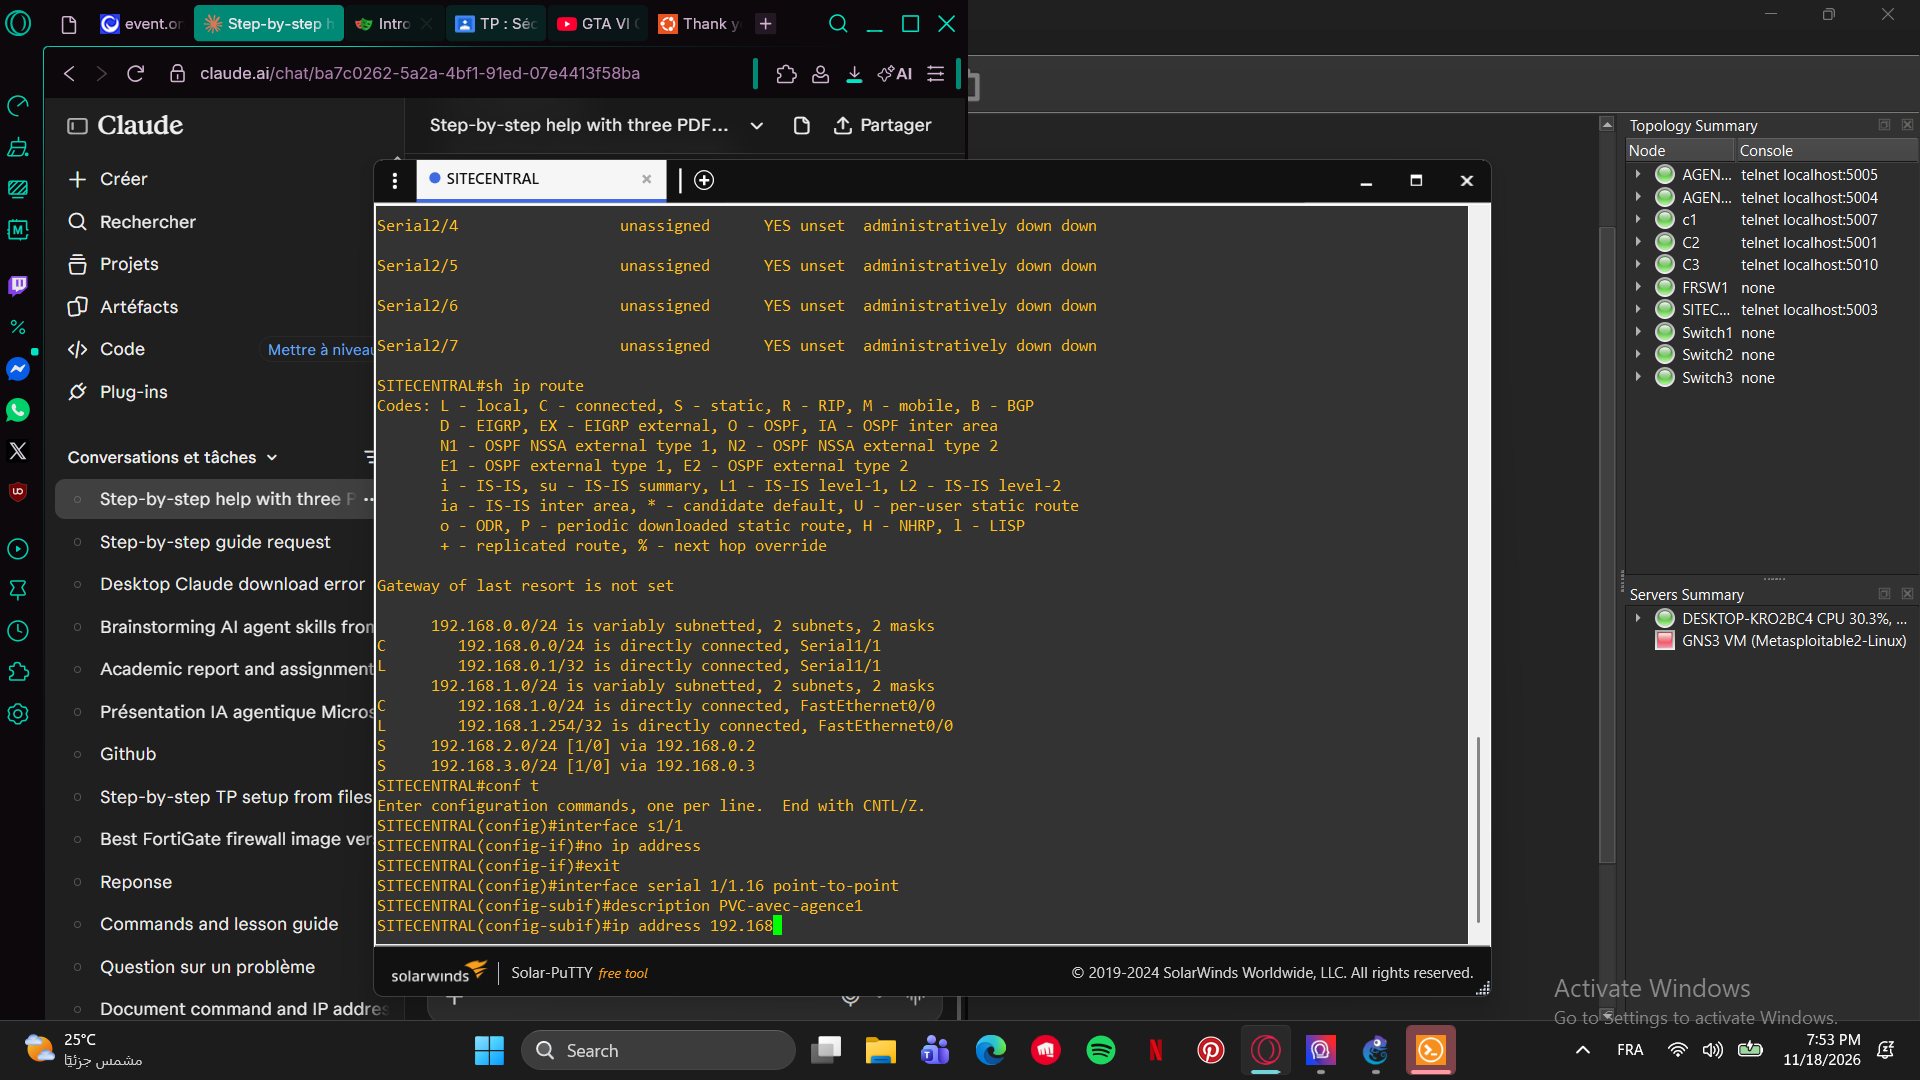 event.or
Step-by-step h
Intro
TP : Séc
GTA VI
Thank y
claude.ai/chat/ba7c0262-5a2a-4bf1-91ed-07e4413f58ba
AI
Claude
Step-by-step help with three PDF...
Partager
Créer
Rechercher
Projets
Artéfacts
Code
Mettre à niveau
Plug-ins
Conversations et tâches
Step-by-step help with three P
Step-by-step guide request
Desktop Claude download error
Brainstorming AI agent skills from
Academic report and assignment
Présentation IA agentique Micros
Github
Step-by-step TP setup from files
Best FortiGate firewall image ver
Reponse
Commands and lesson guide
Question sur un problème
Document command and IP addres
SITECENTRAL
Serial2/4 unassigned YES unset administratively down down
Serial2/5 unassigned YES unset administratively down down
Serial2/6 unassigned YES unset administratively down down
Serial2/7 unassigned YES unset administratively down down
SITECENTRAL#sh ip route
Codes: L - local, C - connected, S - static, R - RIP, M - mobile, B - BGP
D - EIGRP, EX - EIGRP external, O - OSPF, IA - OSPF inter area
N1 - OSPF NSSA external type 1, N2 - OSPF NSSA external type 2
E1 - OSPF external type 1, E2 - OSPF external type 2
i - IS-IS, su - IS-IS summary, L1 - IS-IS level-1, L2 - IS-IS level-2
ia - IS-IS inter area, * - candidate default, U - per-user static route
o - ODR, P - periodic downloaded static route, H - NHRP, l - LISP
+ - replicated route, % - next hop override
Gateway of last resort is not set
192.168.0.0/24 is variably subnetted, 2 subnets, 2 masks
C 192.168.0.0/24 is directly connected, Serial1/1
L 192.168.0.1/32 is directly connected, Serial1/1
192.168.1.0/24 is variably subnetted, 2 subnets, 2 masks
C 192.168.1.0/24 is directly connected, FastEthernet0/0
L 192.168.1.254/32 is directly connected, FastEthernet0/0
S 192.168.2.0/24 [1/0] via 192.168.0.2
S 192.168.3.0/24 [1/0] via 192.168.0.3
SITECENTRAL#conf t
Enter configuration commands, one per line. End with CNTL/Z.
SITECENTRAL(config)#interface s1/1
SITECENTRAL(config-if)#no ip address
SITECENTRAL(config-if)#exit
SITECENTRAL(config)#interface serial 1/1.16 point-to-point
SITECENTRAL(config-subif)#description PVC-avec-agence1
SITECENTRAL(config-subif)#ip address 192.168
solarwinds
Solar-PuTTY free tool
© 2019-2024 SolarWinds Worldwide, LLC. All rights reserved.
Topology Summary
Node Console
AGEN... telnet localhost:5005
AGEN... telnet localhost:5004
c1 telnet localhost:5007
C2 telnet localhost:5001
C3 telnet localhost:5010
FRSW1 none
SITEC... telnet localhost:5003
Switch1 none
Switch2 none
Switch3 none
Servers Summary
DESKTOP-KRO2BC4 CPU 30.3%, ...
GNS3 VM (Metasploitable2-Linux)
Activate Windows
Go to Settings to activate Windows.
25°C
مشمس جزئيًا
Search
FRA
7:53 PM
11/18/2026